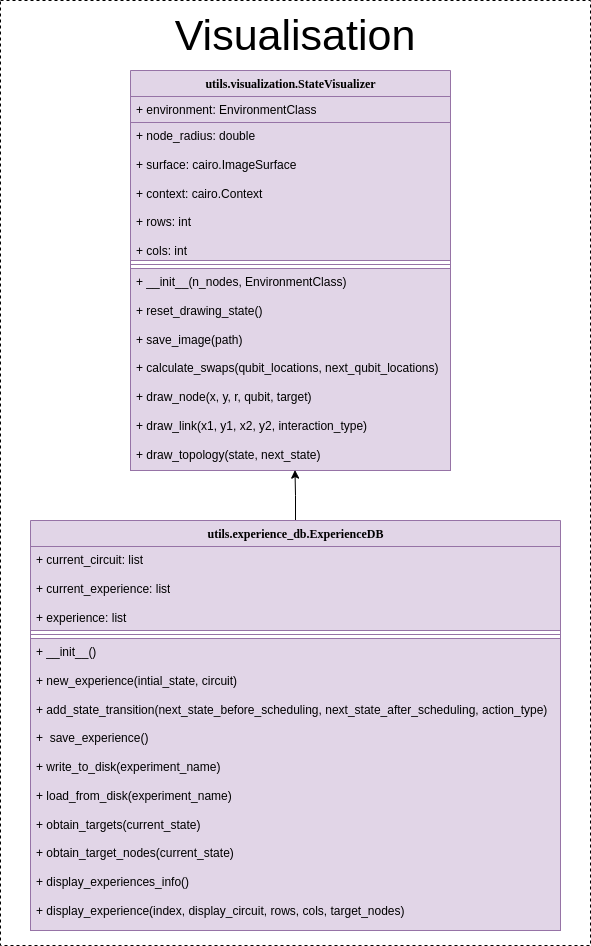 Visualisation
utils.visualization.StateVisualizer
+ environment: EnvironmentClass
+ node_radius: double
+ surface: cairo.ImageSurface
+ context: cairo.Context
+ rows: int
+ cols: int
+ __init__(n_nodes, EnvironmentClass)
+ reset_drawing_state()
+ save_image(path)
+ calculate_swaps(qubit_locations, next_qubit_locations)
+ draw_node(x, y, r, qubit, target)
+ draw_link(x1, y1, x2, y2, interaction_type)
+ draw_topology(state, next_state)
utils.experience_db.ExperienceDB
+ current_circuit: list
+ current_experience: list
+ experience: list
+ __init__()
+ new_experience(intial_state, circuit)
+ add_state_transition(next_state_before_scheduling, next_state_after_scheduling, action_type)
+  save_experience()
+ write_to_disk(experiment_name)
+ load_from_disk(experiment_name)
+ obtain_targets(current_state)
+ obtain_target_nodes(current_state)
+ display_experiences_info()
+ display_experience(index, display_circuit, rows, cols, target_nodes)